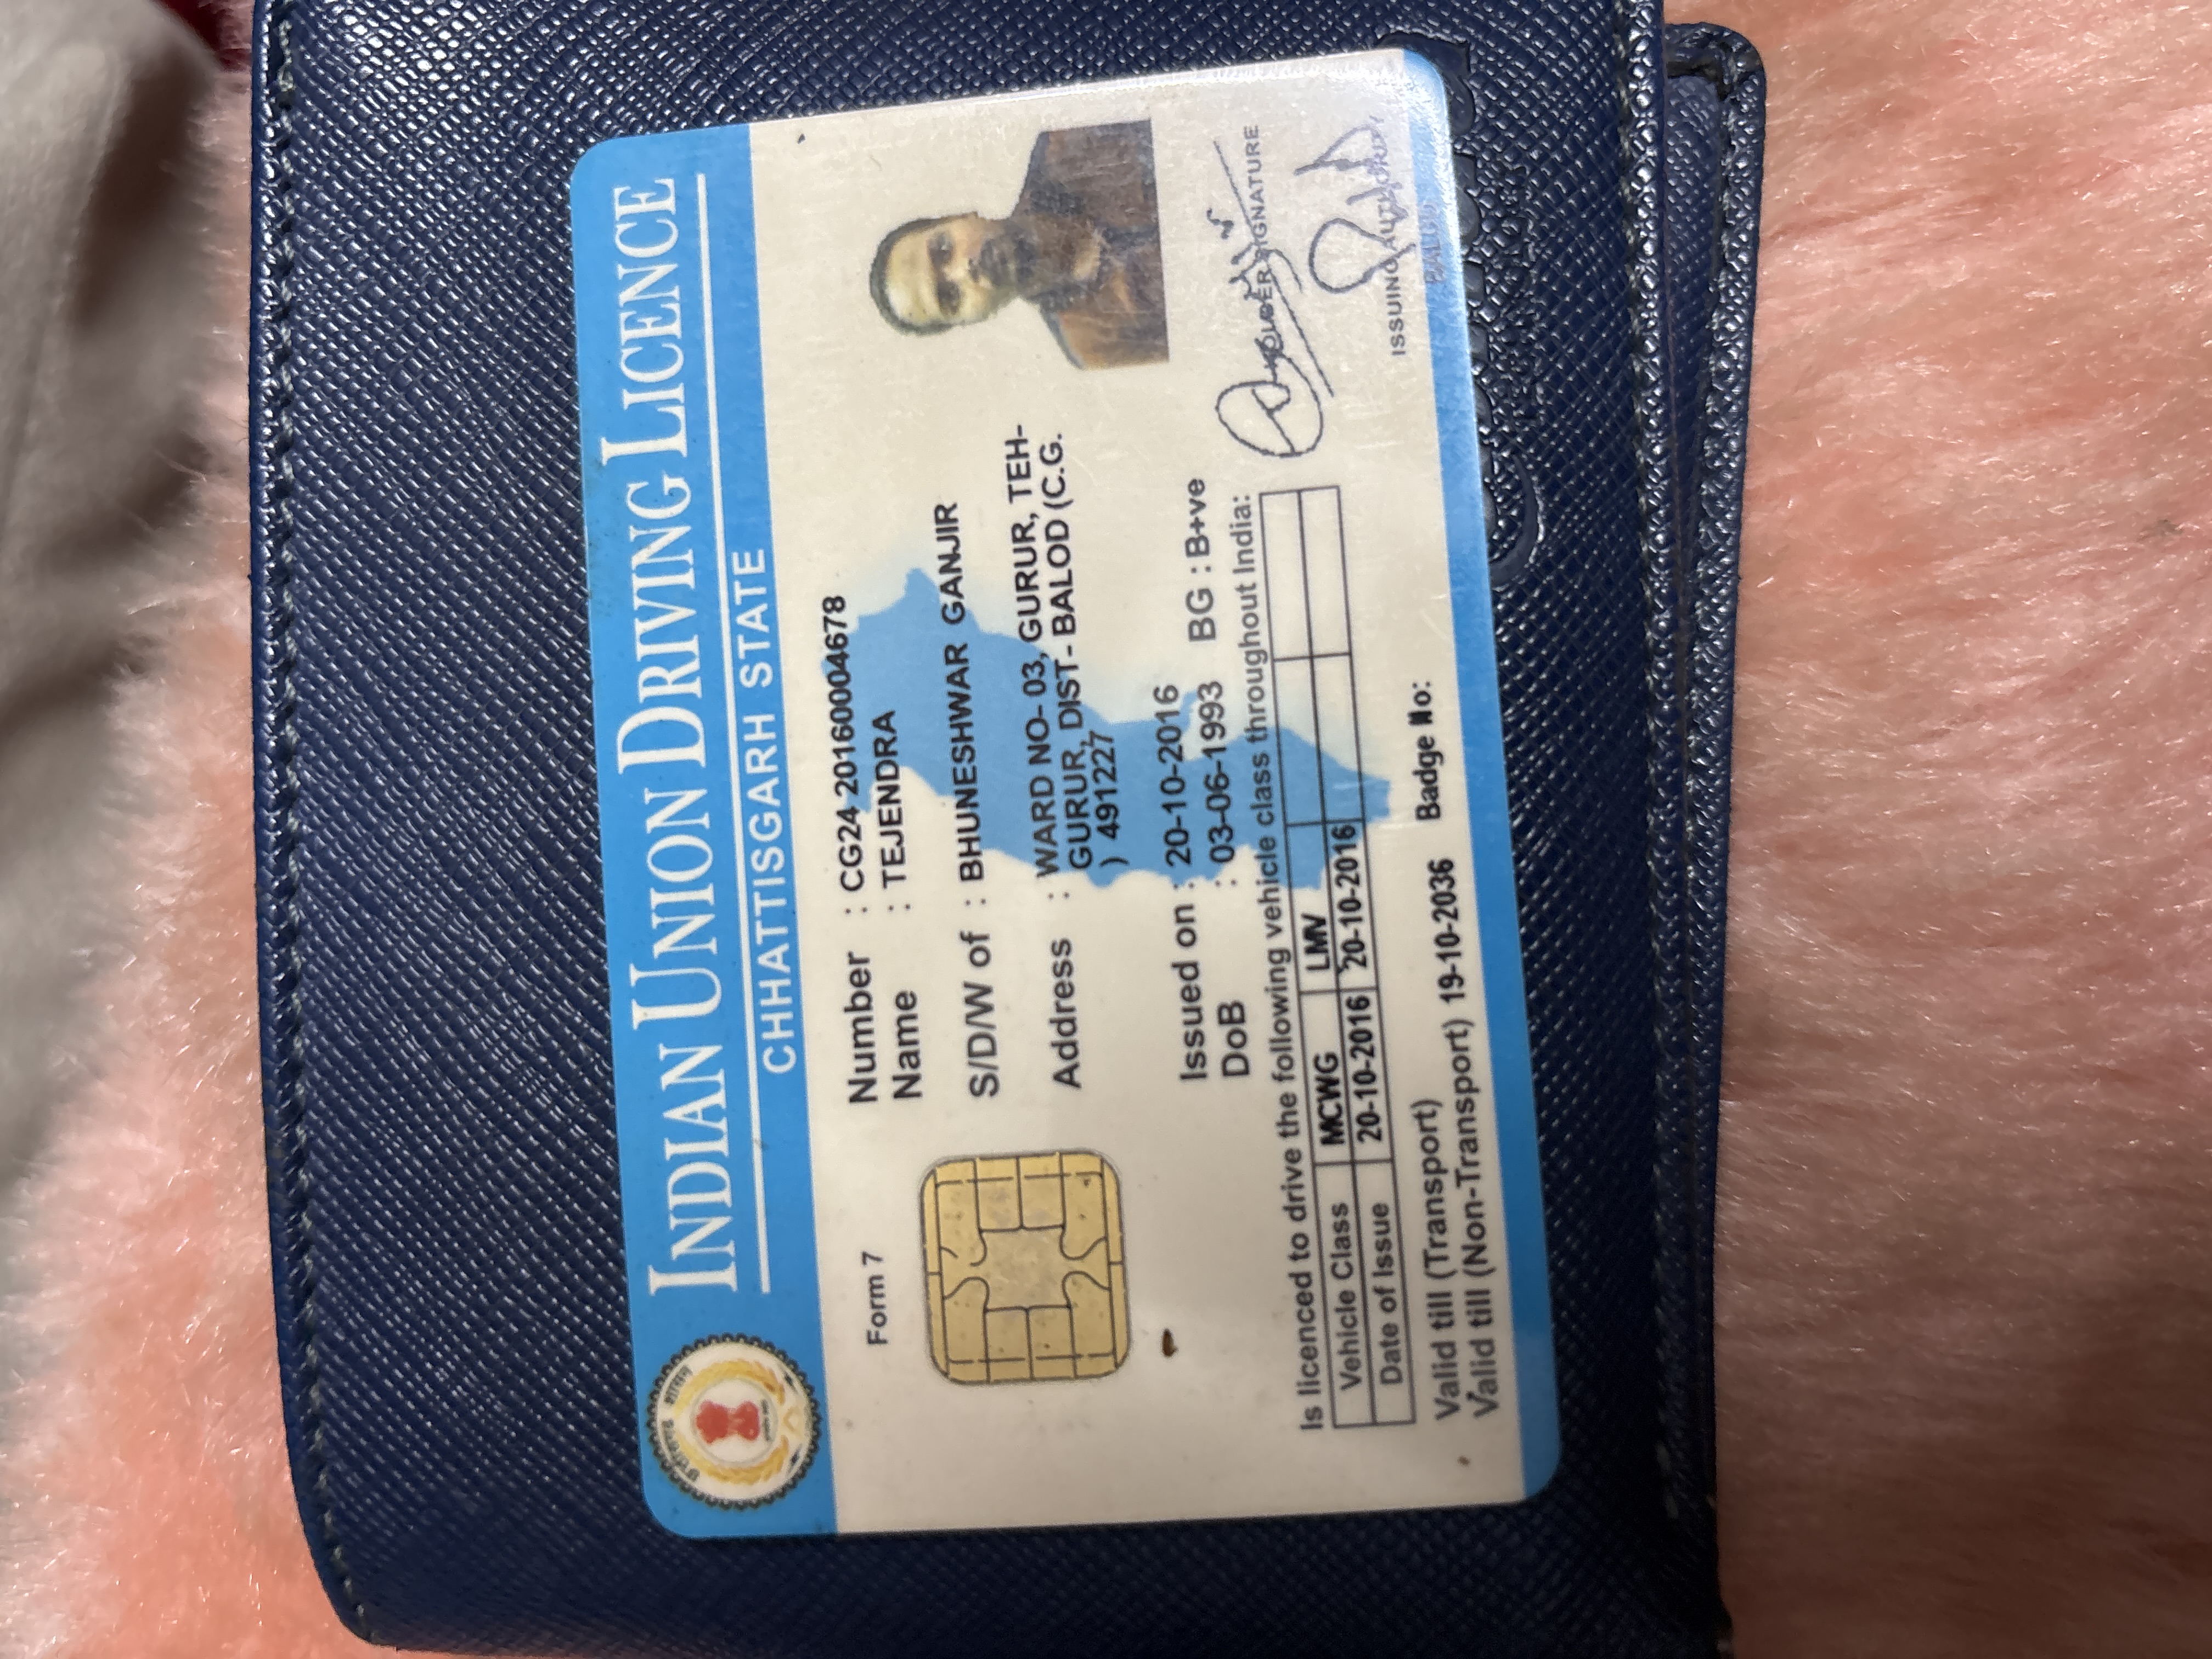 INDIAN UNION DRIVING LICENCE
CHHATTISGARH STATE
Form 7
Number : CG24 20160004678
Name : TEJENDRA
S/D/W of : BHUNESHWAR GANJIR
Address : WARD NO- 03, GURUR, TEH-
GURUR, DIST- BALOD (C.G.
) 491227
Issued on : 20-10-2016
DoB : 03-06-1993 BG : B+ve
Is licenced to drive the following vehicle class throughout India:
Vehicle Class MCWG LMV
Date of Issue 20-10-2016 20-10-2016
Valid till (Transport) Badge No:
Valid till (Non-Transport) 19-10-2036
HOLDER SIGNATURE
ISSUING AUTHORITY
BALOD